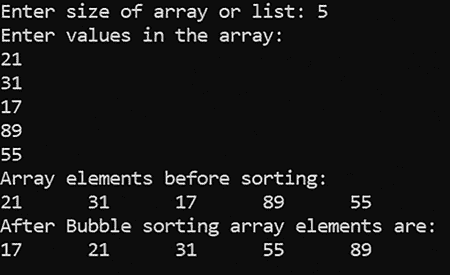 Enter size of array or list: 5
Enter values in the array:
21
31
17
89
55
Array elements before sorting:
21 31 17 89 55
After Bubble sorting array elements are:
17 21 31 55 89